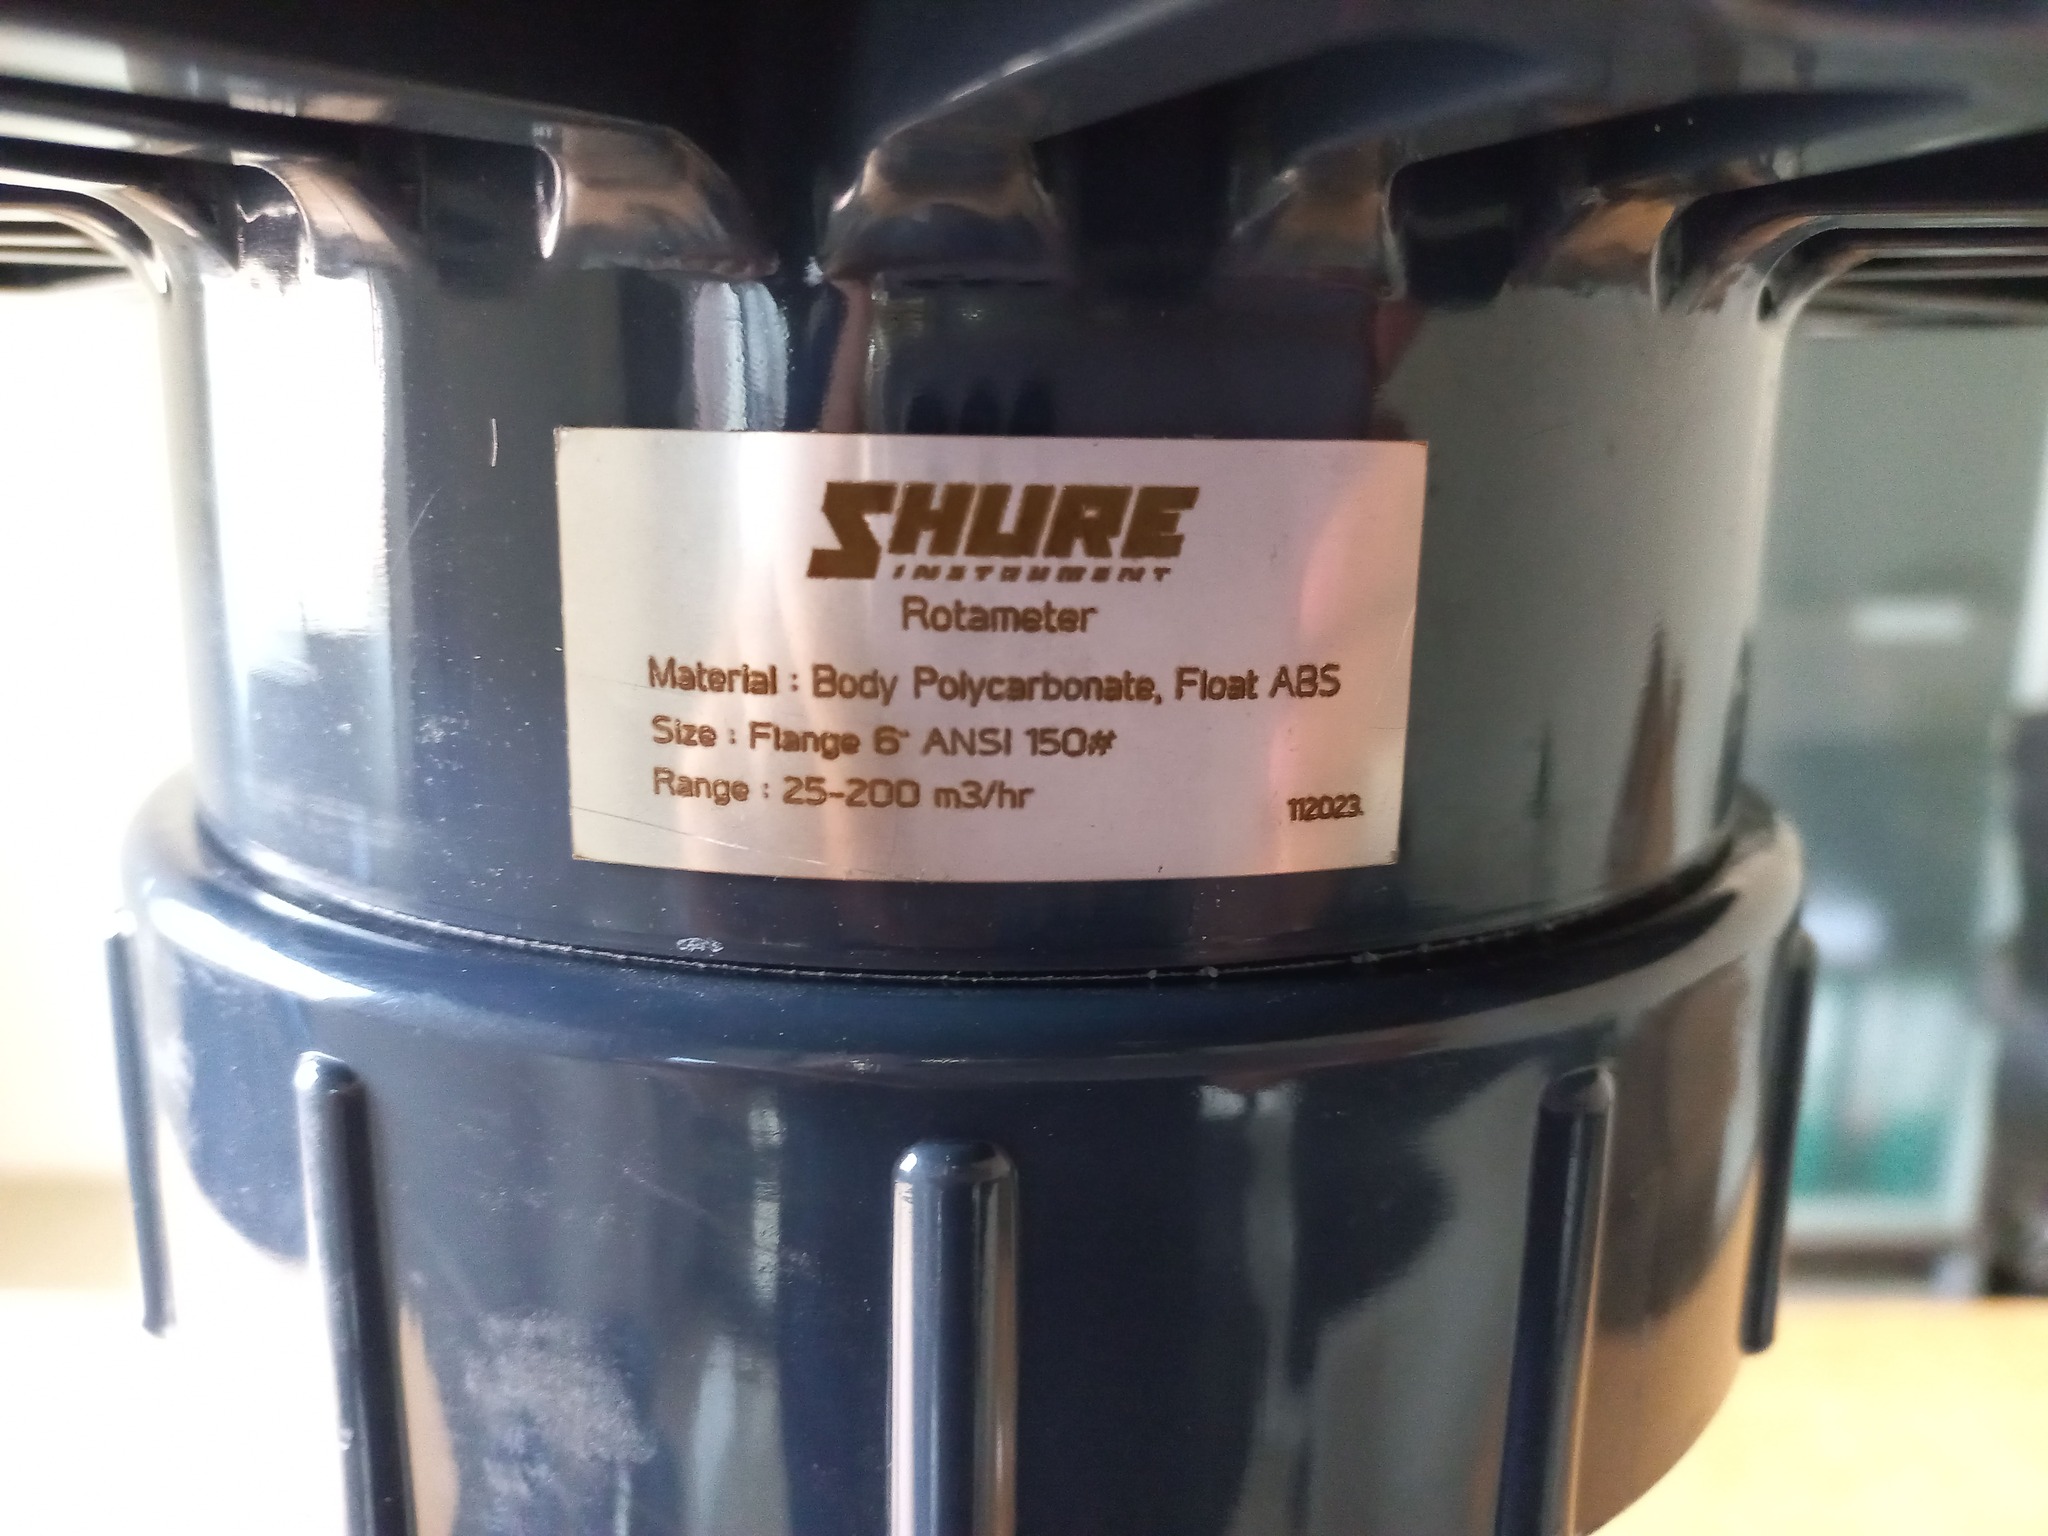 SHURE
INSTRUMENT
Rotameter
Material : Body Polycarbonate, Float ABS
Size : Flange 6" ANSI 150#
Range : 25-200 m3/hr
112023.